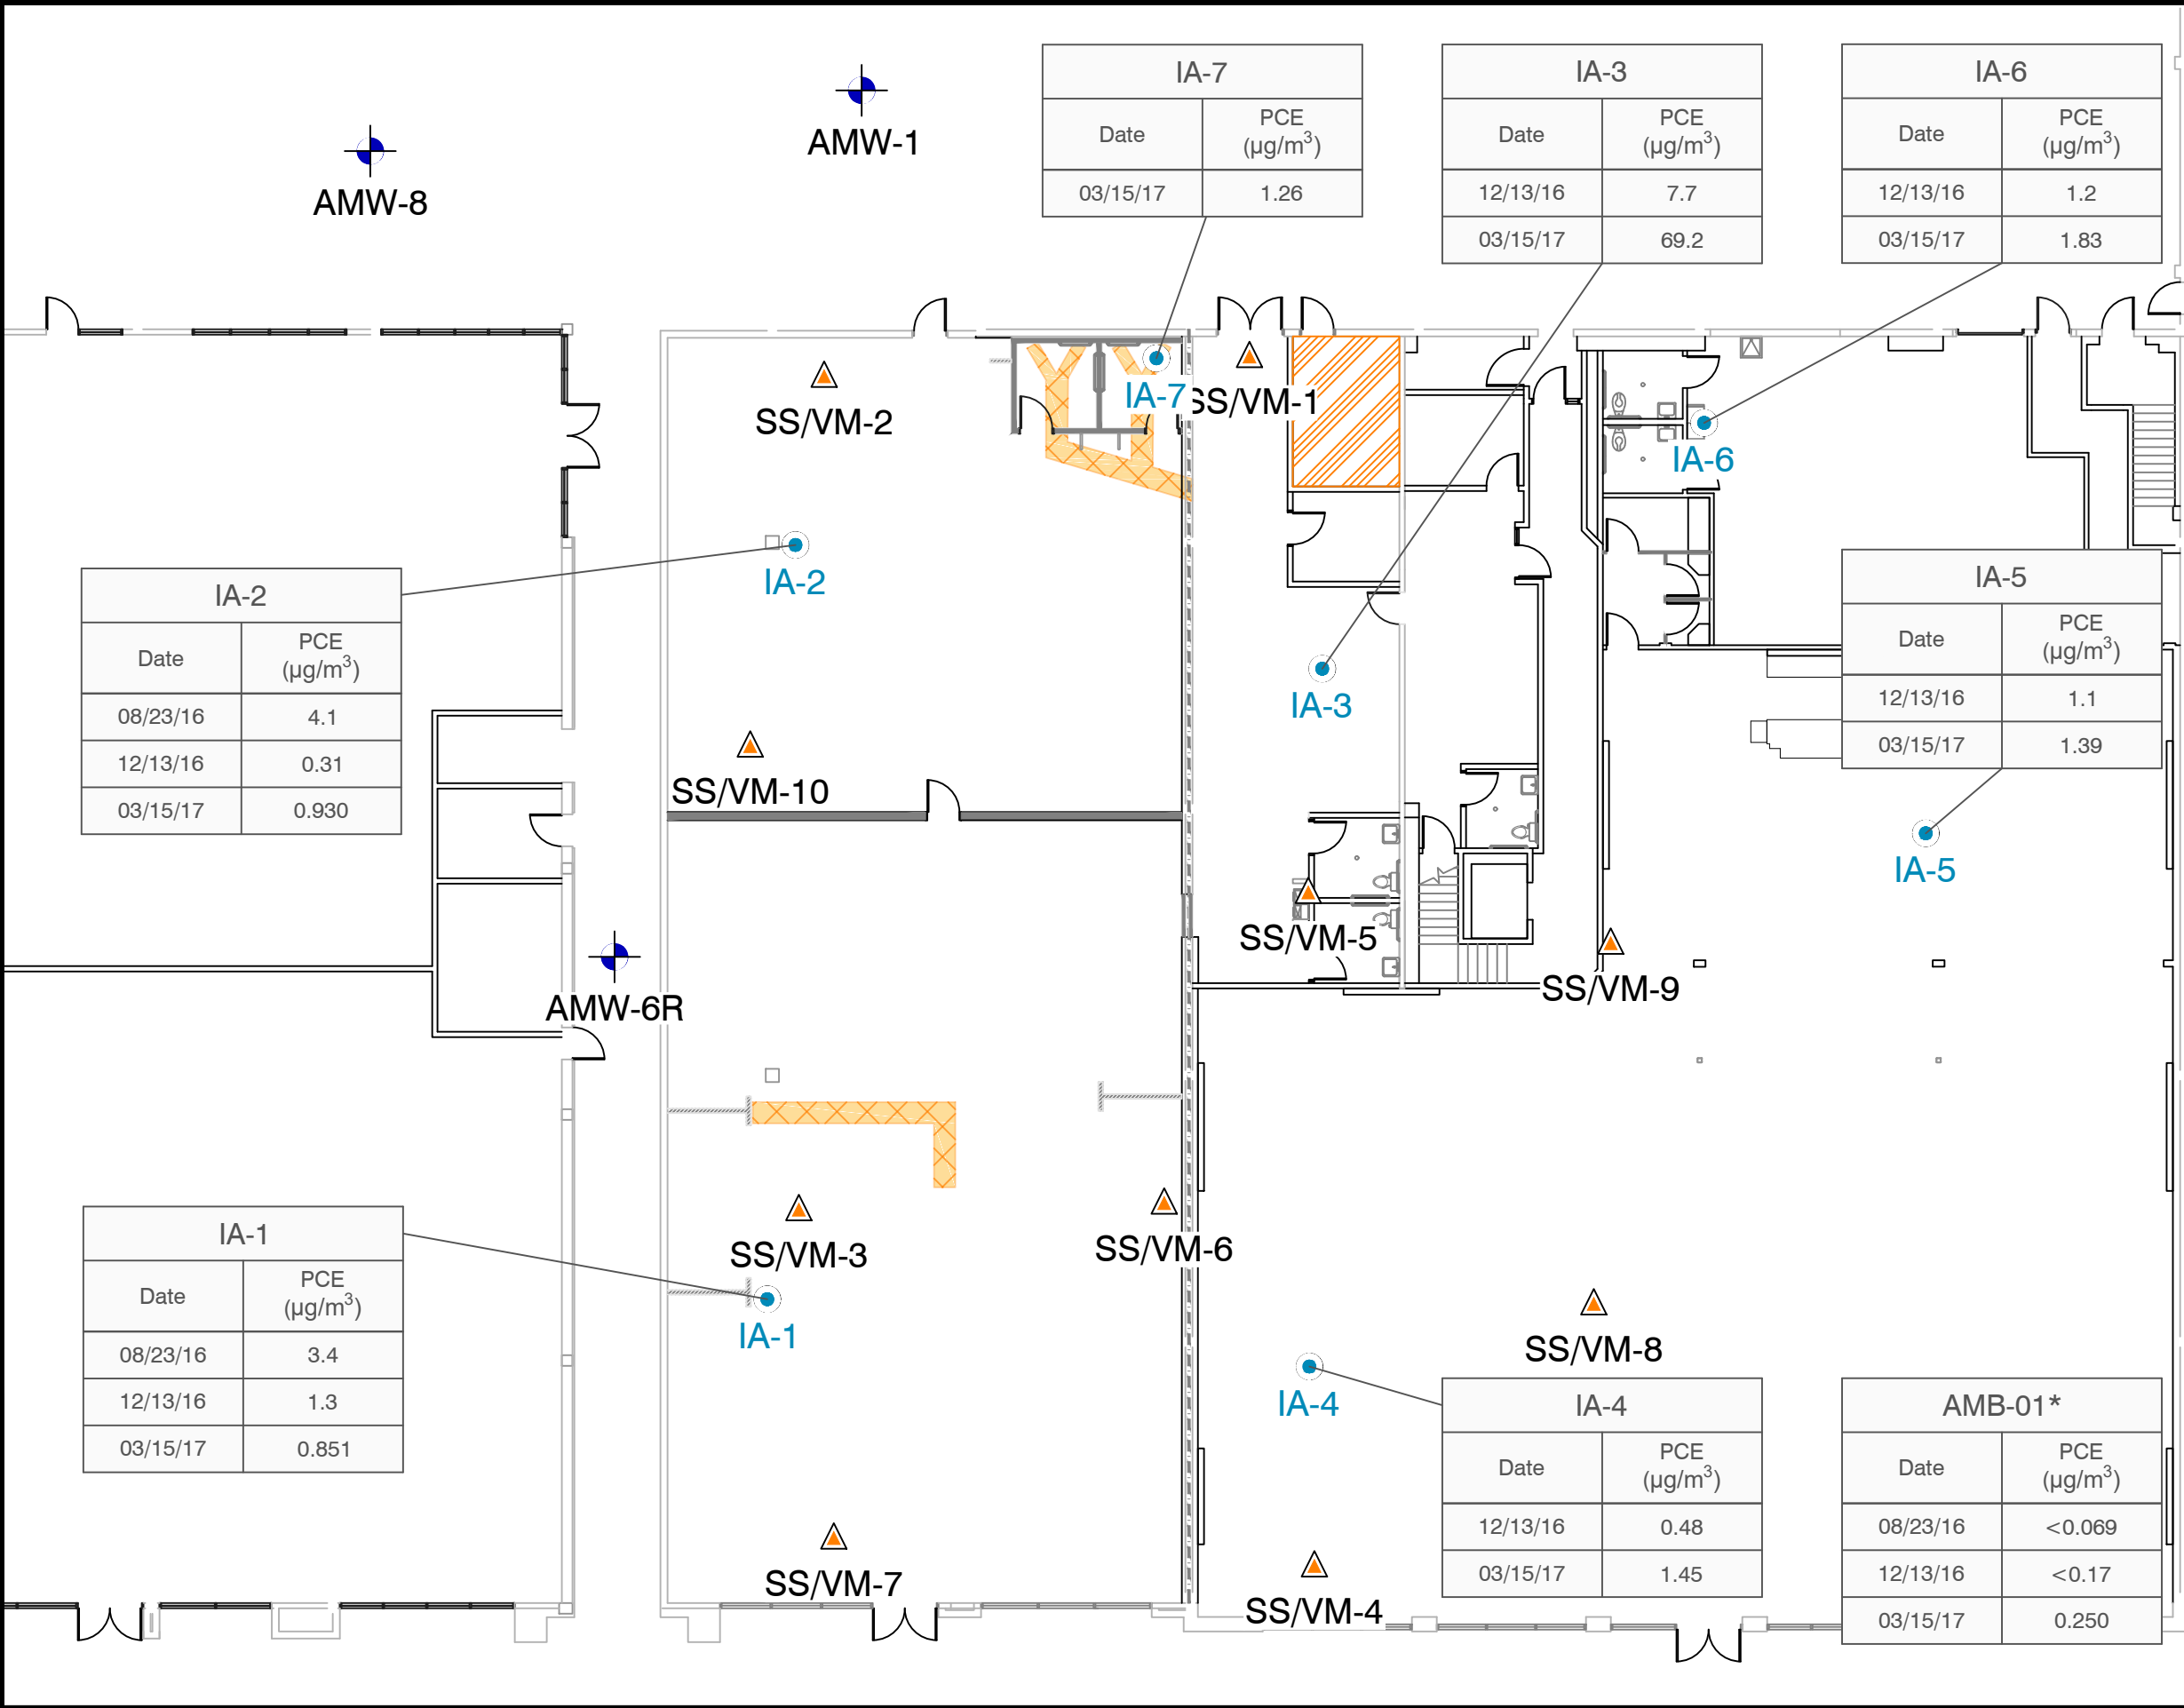 AMW-8
AMW-1
IA-7
Date PCE (µg/m³)
03/15/17 1.26
IA-3
Date PCE (µg/m³)
12/13/16 7.7
03/15/17 69.2
IA-6
Date PCE (µg/m³)
12/13/16 1.2
03/15/17 1.83
SS/VM-2
IA-7
SS/VM-1
IA-6
IA-2
IA-2
Date PCE (µg/m³)
08/23/16 4.1
12/13/16 0.31
03/15/17 0.930
IA-3
IA-5
Date PCE (µg/m³)
12/13/16 1.1
03/15/17 1.39
SS/VM-10
IA-5
SS/VM-5
SS/VM-9
AMW-6R
SS/VM-3
SS/VM-6
IA-1
Date PCE (µg/m³)
08/23/16 3.4
12/13/16 1.3
03/15/17 0.851
IA-1
SS/VM-8
IA-4
IA-4
Date PCE (µg/m³)
12/13/16 0.48
03/15/17 1.45
AMB-01*
Date PCE (µg/m³)
08/23/16 <0.069
12/13/16 <0.17
03/15/17 0.250
SS/VM-7
SS/VM-4